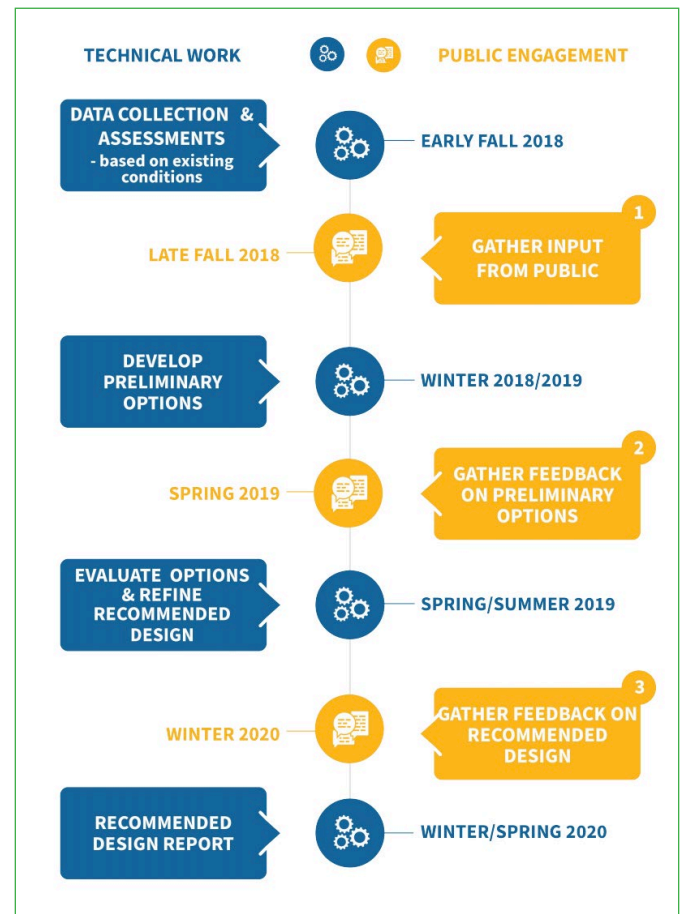 TECHNICAL WORK
PUBLIC ENGAGEMENT
DATA COLLECTION &
ASSESSMENTS
- based on existing
conditions
EARLY FALL 2018
LATE FALL 2018
1
GATHER INPUT
FROM PUBLIC
DEVELOP
PRELIMINARY
OPTIONS
WINTER 2018/2019
SPRING 2019
2
GATHER FEEDBACK
ON PRELIMINARY
OPTIONS
EVALUATE OPTIONS
& REFINE
RECOMMENDED
DESIGN
SPRING/SUMMER 2019
WINTER 2020
3
GATHER FEEDBACK ON
RECOMMENDED
DESIGN
RECOMMENDED
DESIGN REPORT
WINTER/SPRING 2020